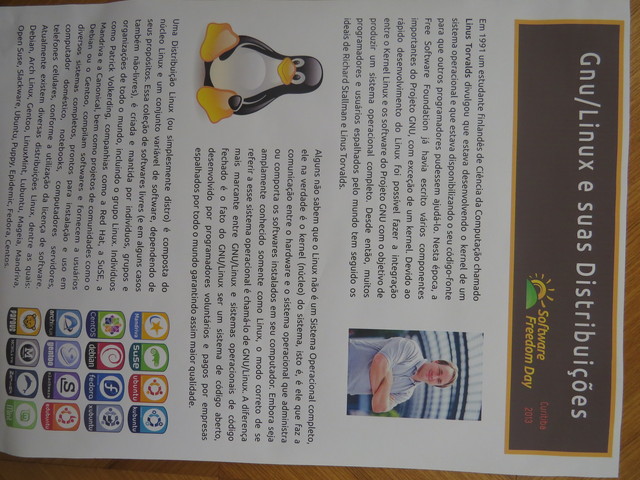 Gnu/Linux e suas Distribuições
Software
Freedom Day
Curitiba
2013
Em 1991 um estudante finlandês de Ciência da Computação chamado
Linus Torvalds divulgou que estava desenvolvendo o kernel de um
sistema operacional e que estava disponibilizando o seu código-fonte
para que outros programadores pudessem ajudá-lo. Nesta época, a
Free Software Foundation já havia escrito vários componentes
importantes do Projeto GNU, com exceção de um kernel. Devido ao
rápido desenvolvimento do Linux foi possível fazer a integração
entre o kernel Linux e os software do Projeto GNU com o objetivo de
produzir um sistema operacional completo. Desde então, muitos
programadores e usuários espalhados pelo mundo tem seguido os
ideais de Richard Stallman e Linus Torvalds.
Alguns não sabem que o Linux não é um Sistema Operacional completo,
ele na verdade é o kernel (núcleo) do sistema, isto é, é ele que faz a
comunicação entre o hardware e o sistema operacional que administra
ou comporta os softwares instalados em seu computador. Embora seja
amplamente conhecido somente como Linux, o modo correto de se
referir a esse sistema operacional é chamá-lo de GNU/Linux. A diferença
mais marcante entre GNU/Linux e sistemas operacionais de código
fechado é o fato do GNU/Linux ser um sistema de código aberto,
desenvolvido por programadores voluntários e pagos por empresas
espalhados por todo o mundo garantindo assim maior qualidade.
Uma Distribuição Linux (ou simplesmente distro) é composta do
núcleo Linux e um conjunto variável de software, dependendo de
seus propósitos. Essa coleção de softwares livres (e em alguns casos
também não-livres), é criada e mantida por indivíduos, grupos e
organizações de todo o mundo, incluindo o grupo Linux. Indivíduos
como Patrick Volkerding, companhias como a Red Hat, a SuSE, a
Mandriva e a Canonical, bem como projetos de comunidades como o
Debian ou o Gentoo, compilam softwares e fornecem a usuários
diversos sistemas completos, prontos para instalação e uso em
computador doméstico, notebooks, computadores servidores,
telefones celulares, conforme a utilização da licença de software.
Atualmente existem diversas distribuições Linux, dentre as quais:
Debian, Arch Linux, Gentoo, LinuxMint, Lubuntu, Mageia, Mandriva,
Open Suse, Slackware, Ubuntu, Puppy, Epidemic, Fedora, Centos.
Mandriva
SUSE
ubuntu
kubuntu
CentOS
debian
fedora
xubuntu
archlinux
gentoo